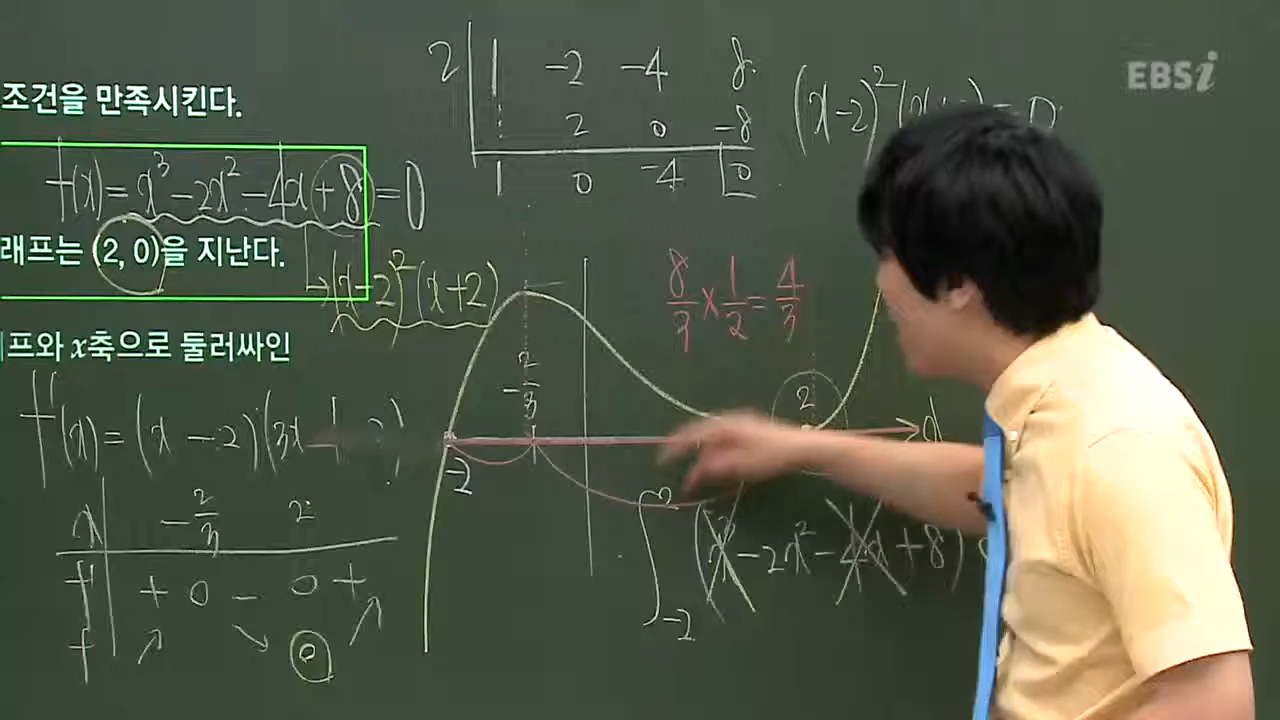 조건을 만족시킨다.
f(x)=x³-2x²-4x+8=0
래프는 (2, 0)을 지난다.
→(x-2)²(x+2)
프와 x축으로 둘러싸인
f'(x)=(x-2)(3x
x -2/3 2
f' + 0 - 0 +
f ↗ ↘ 0 ↗
2 1 -2 -4 8
2 0 -8
1 0 -4 0
(x-2)²(x
0
EBSi
8/3×1/2=4/3
-2/3
2
-2
∫₋₂² (x³-2x²-4x+8)